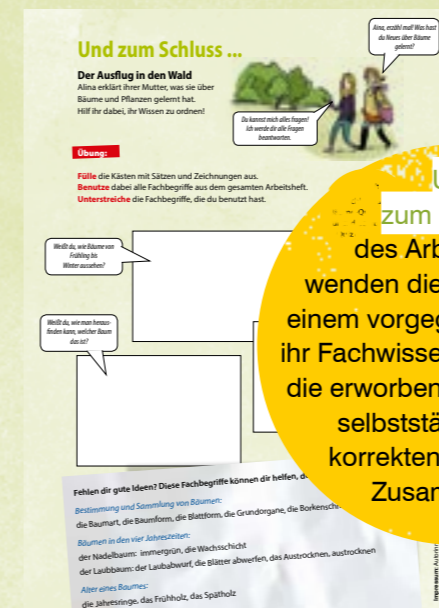 Und zum Schluss ...
Aina, erzähl mal! Was hast
du Neues über Bäume
gelernt?
Der Ausflug in den Wald
Alina erklärt ihrer Mutter, was sie über
Bäume und Pflanzen gelernt hat.
Hilf ihr dabei, ihr Wissen zu ordnen!
Du kannst mich alles fragen!
Ich werde dir alle Fragen
beantworten.
Übung:
Fülle die Kästen mit Sätzen und Zeichnungen aus.
Benutze dabei alle Fachbegriffe aus dem gesamten Arbeitsheft.
Unterstreiche die Fachbegriffe, die du benutzt hast.
Weißt du, wie Bäume von
Frühling bis
Winter aussehen?
Weißt du, wie man heraus-
finden kann, welcher Baum
das ist?
zum
des Arb
wenden die
einem vorgeg
ihr Fachwisse
die erworben
selbststä
korrekten
Zusan
Fehlen dir gute Ideen? Diese Fachbegriffe können dir helfen, d
Bestimmung und Sammlung von Bäumen:
die Baumart, die Baumform, die Blattform, die Grundorgane, die Borkensch
Bäumen in den vier Jahreszeiten:
der Nadelbaum: immergrün, die Wachsschicht
der Laubbaum: der Laubabwurf, die Blätter abwerfen, das Austrocknen, austrocknen
Alter eines Baumes:
die Jahresringe, das Frühholz, das Spätholz
Impressum: